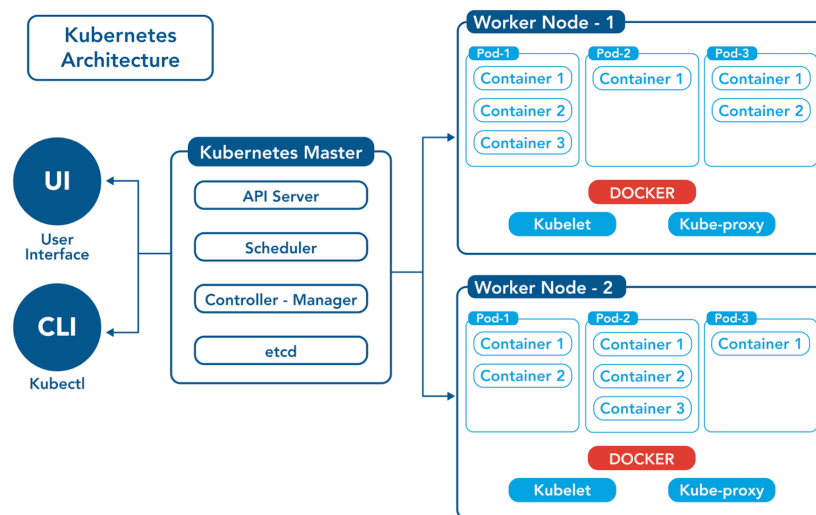 Kubernetes
Architecture
UI
User
Interface
CLI
Kubectl
Kubernetes Master
API Server
Scheduler
Controller - Manager
etcd
Worker Node - 1
Pod-1
Container 1
Container 2
Container 3
Pod-2
Container 1
Pod-3
Container 1
Container 2
DOCKER
Kubelet
Kube-proxy
Worker Node - 2
Pod-1
Container 1
Container 2
Pod-2
Container 1
Container 2
Container 3
Pod-3
Container 1
DOCKER
Kubelet
Kube-proxy